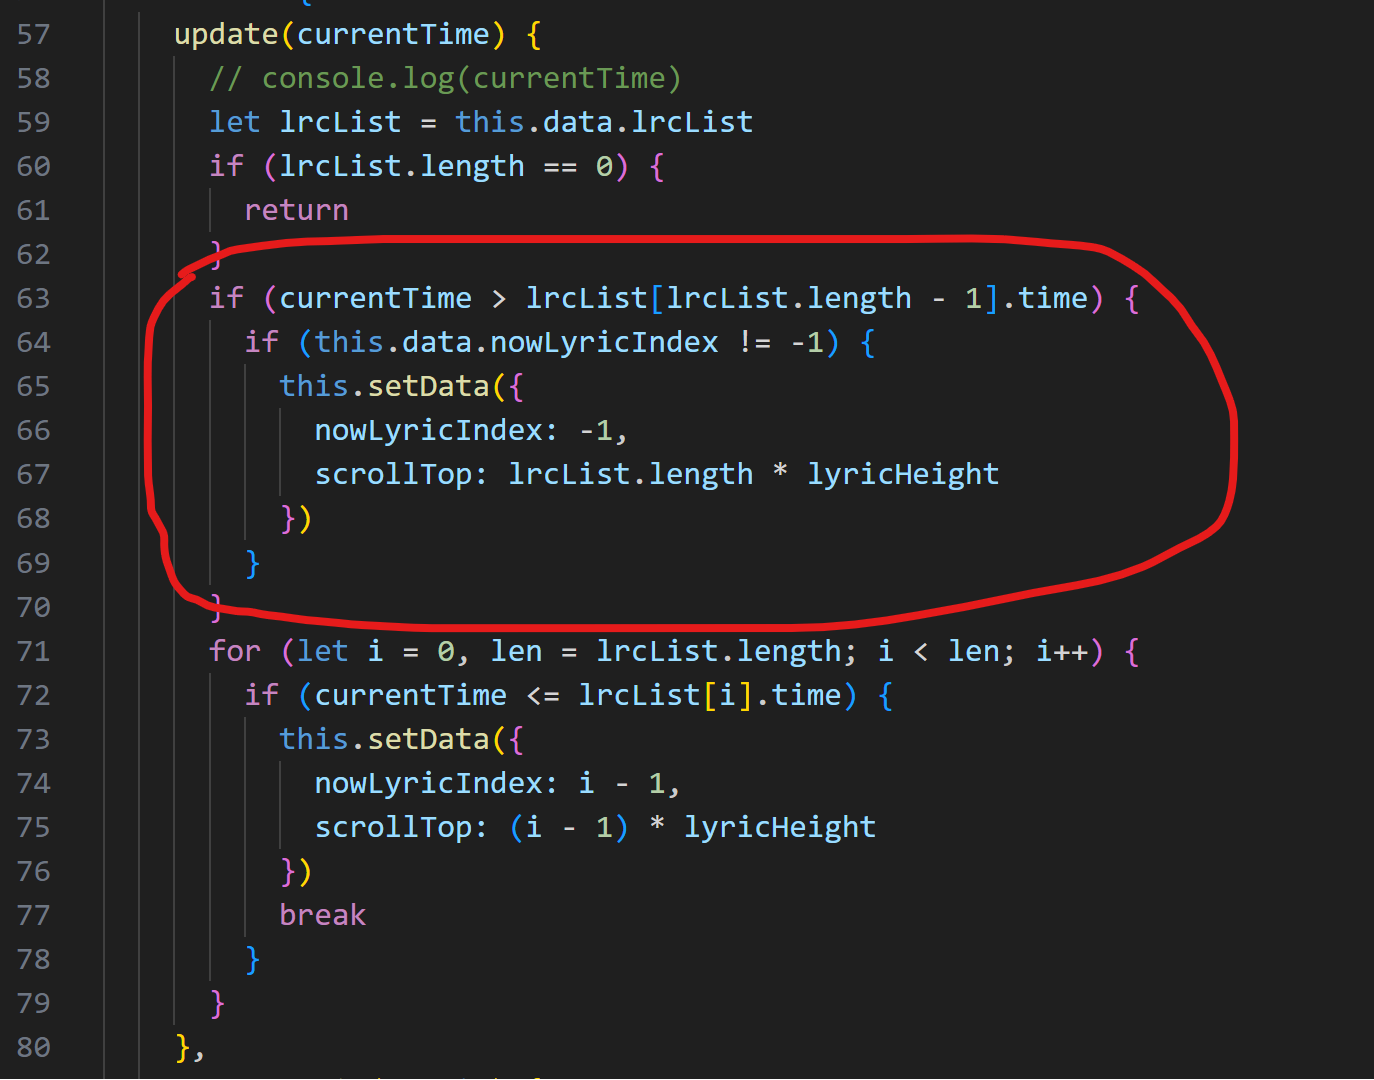 57 update(currentTime) {
58 // console.log(currentTime)
59 let lrcList = this.data.lrcList
60 if (lrcList.length == 0) {
61 return
62 }
63 if (currentTime > lrcList[lrcList.length - 1].time) {
64 if (this.data.nowLyricIndex != -1) {
65 this.setData({
66 nowLyricIndex: -1,
67 scrollTop: lrcList.length * lyricHeight
68 })
69 }
70 }
71 for (let i = 0, len = lrcList.length; i < len; i++) {
72 if (currentTime <= lrcList[i].time) {
73 this.setData({
74 nowLyricIndex: i - 1,
75 scrollTop: (i - 1) * lyricHeight
76 })
77 break
78 }
79 }
80 },